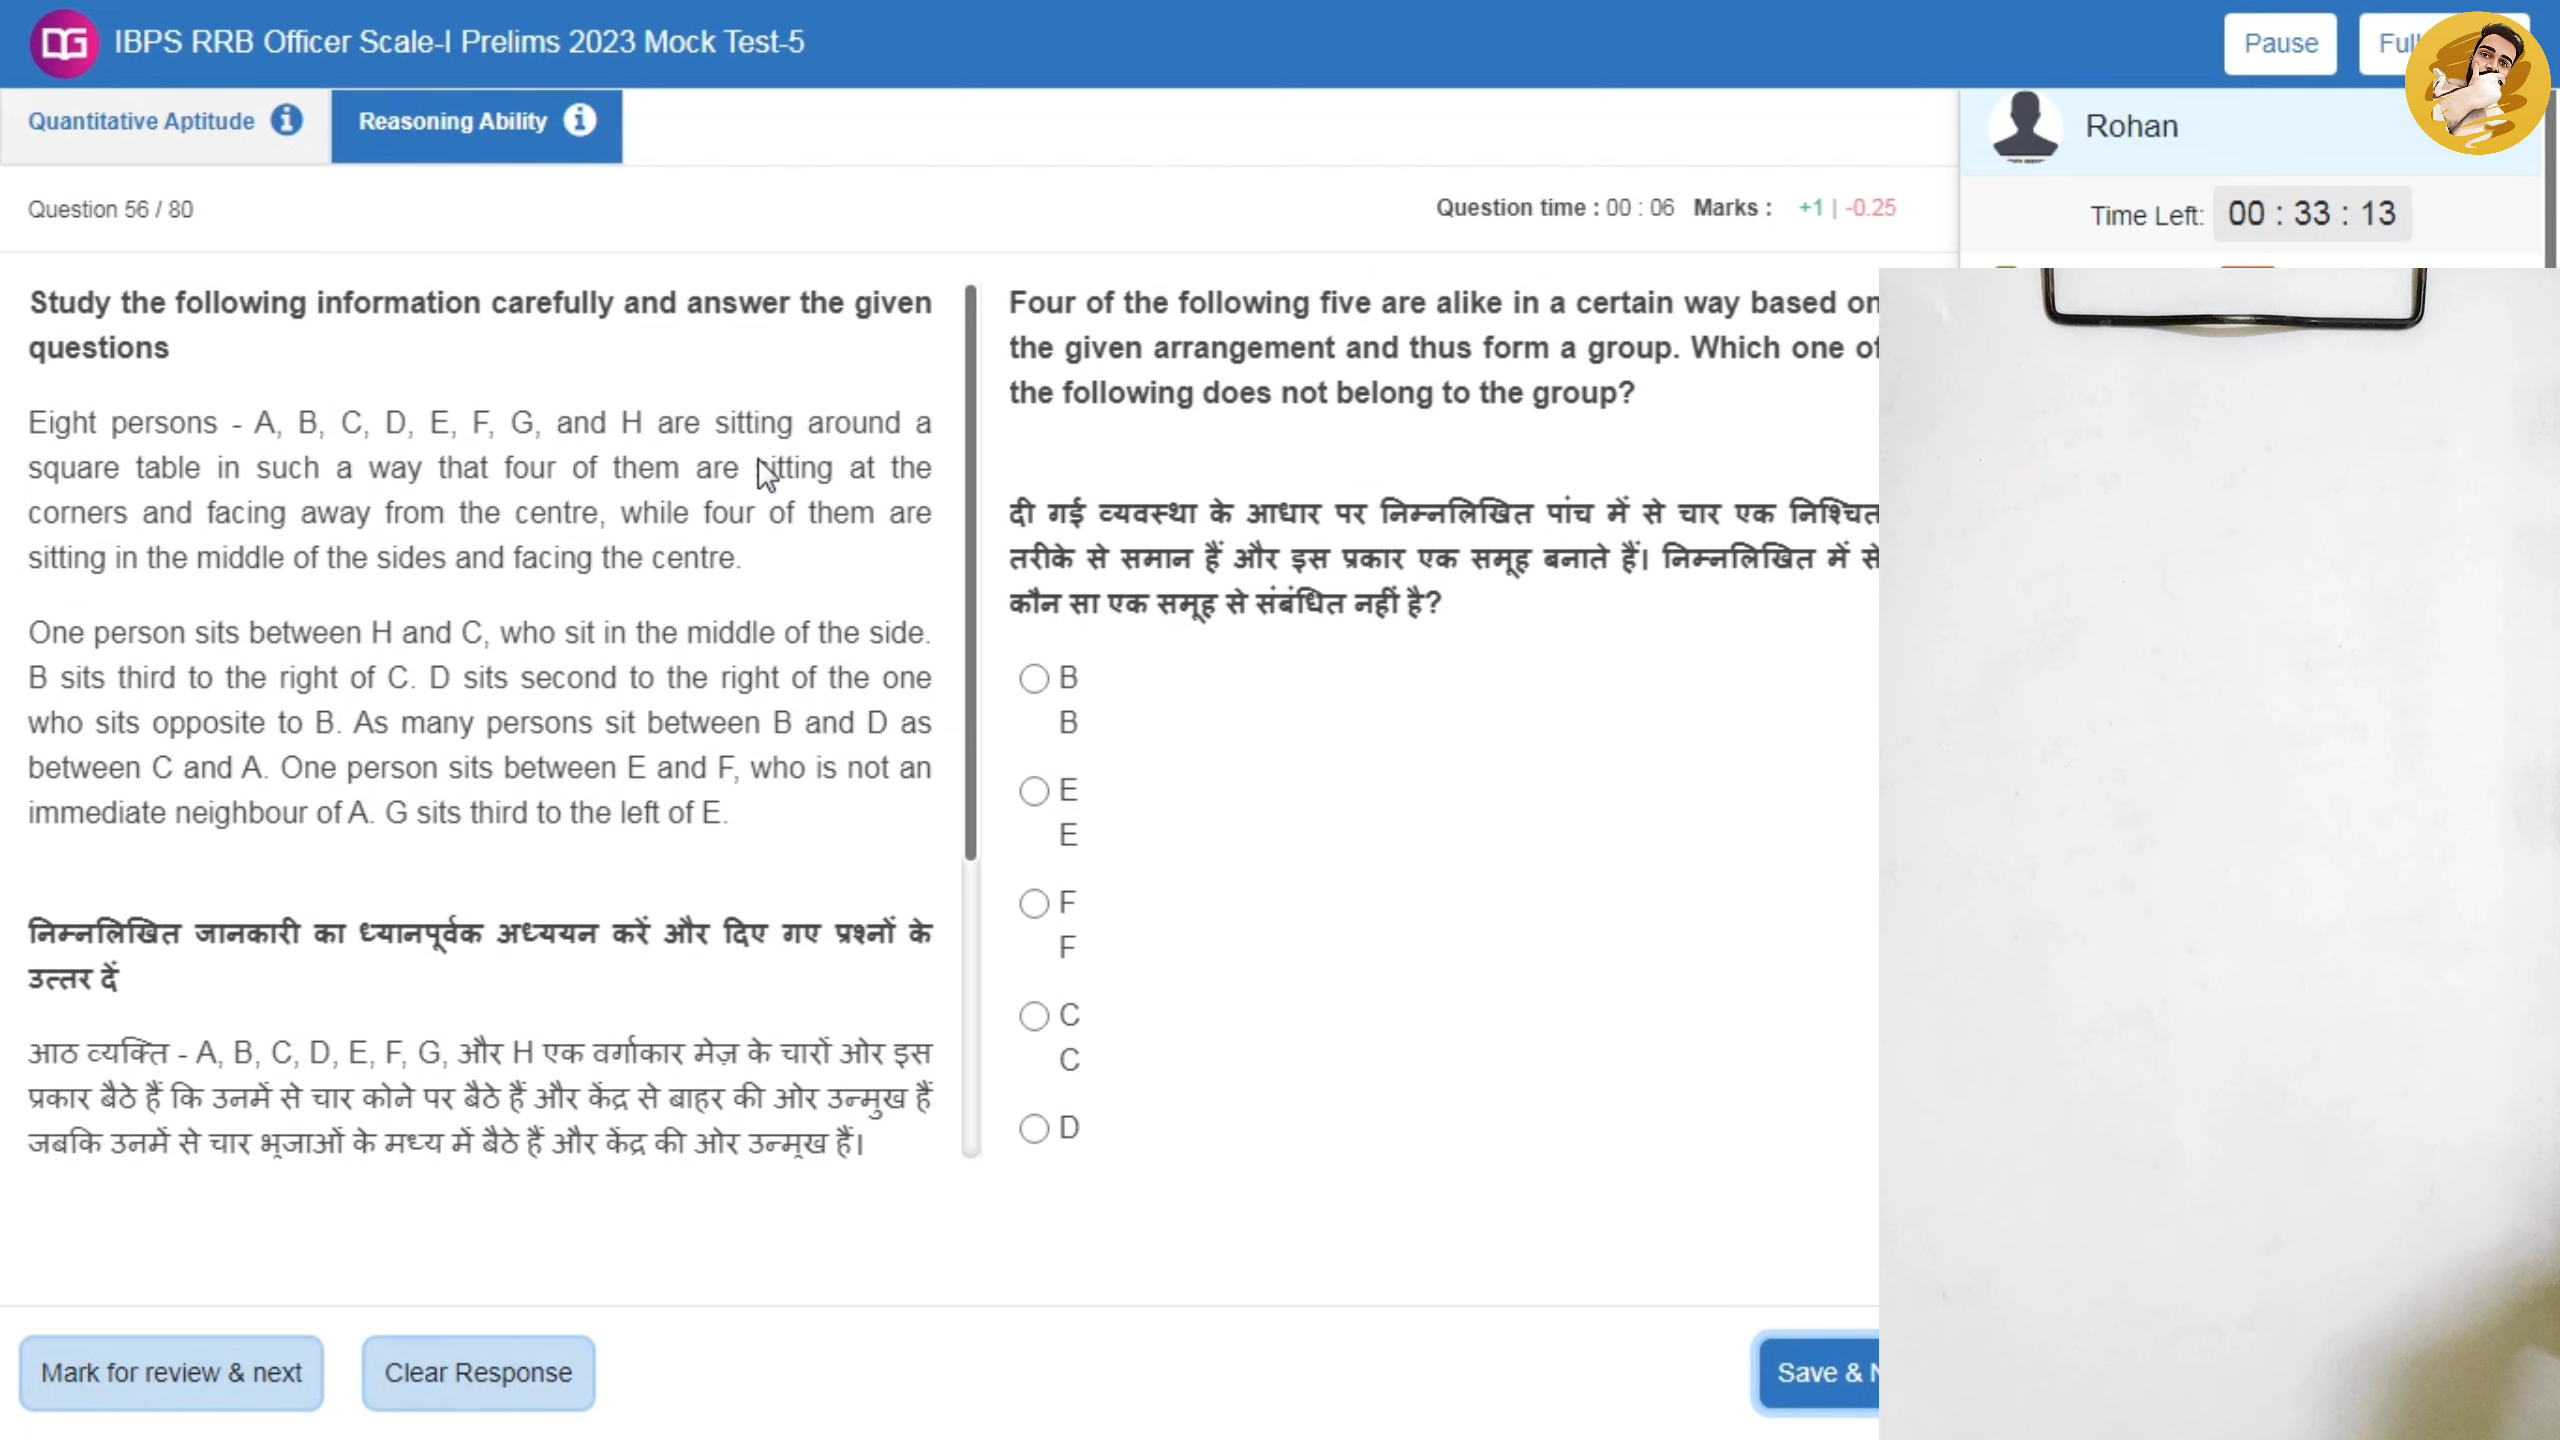 IBPS RRB Officer Scale-I Prelims 2023 Mock Test-5
Pause
Quantitative Aptitude
Reasoning Ability
Rohan
Question 56 / 80
Question time : 00 : 06 Marks : +1 | -0.25
Time Left: 00 : 33 : 13
Study the following information carefully and answer the given
questions
Eight persons - A, B, C, D, E, F, G, and H are sitting around a
square table in such a way that four of them are sitting at the
corners and facing away from the centre, while four of them are
sitting in the middle of the sides and facing the centre.
One person sits between H and C, who sit in the middle of the side.
B sits third to the right of C. D sits second to the right of the one
who sits opposite to B. As many persons sit between B and D as
between C and A. One person sits between E and F, who is not an
immediate neighbour of A. G sits third to the left of E.
निम्नलिखित जानकारी का ध्यानपूर्वक अध्ययन करें और दिए गए प्रश्नों के
उत्तर दें
आठ व्यक्ति - A, B, C, D, E, F, G, और H एक वर्गाकार मेज़ के चारों ओर इस
प्रकार बैठे हैं कि उनमें से चार कोने पर बैठे हैं और केंद्र से बाहर की ओर उन्मुख हैं
जबकि उनमें से चार भुजाओं के मध्य में बैठे हैं और केंद्र की ओर उन्मुख हैं।
Four of the following five are alike in a certain way based on
the given arrangement and thus form a group. Which one of
the following does not belong to the group?
दी गई व्यवस्था के आधार पर निम्नलिखित पांच में से चार एक निश्चित
तरीके से समान हैं और इस प्रकार एक समूह बनाते हैं। निम्नलिखित में से
कौन सा एक समूह से संबंधित नहीं है?
B
B
E
E
F
F
C
C
D
Mark for review & next
Clear Response
Save &